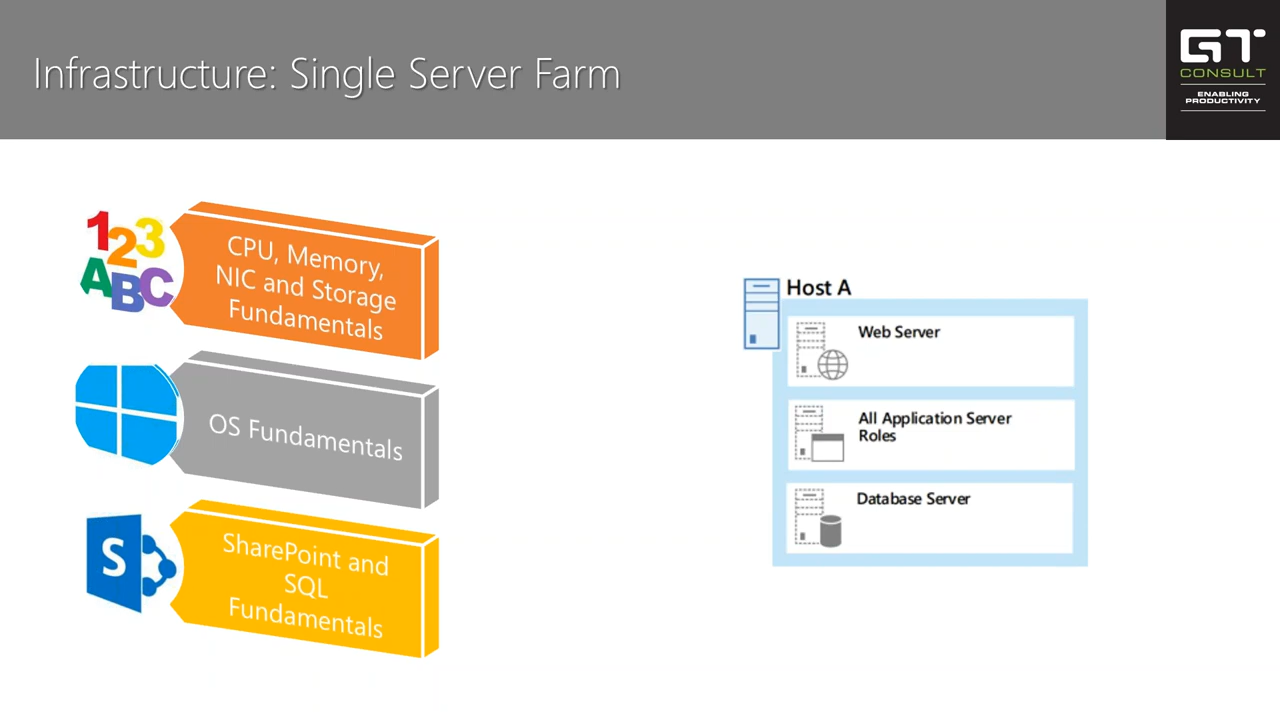 Infrastructure: Single Server Farm
GT
CONSULT
ENABLING
PRODUCTIVITY
123
ABC
CPU, Memory,
NIC and Storage
Fundamentals
OS Fundamentals
S
SharePoint and
SQL
Fundamentals
Host A
Web Server
All Application Server
Roles
Database Server